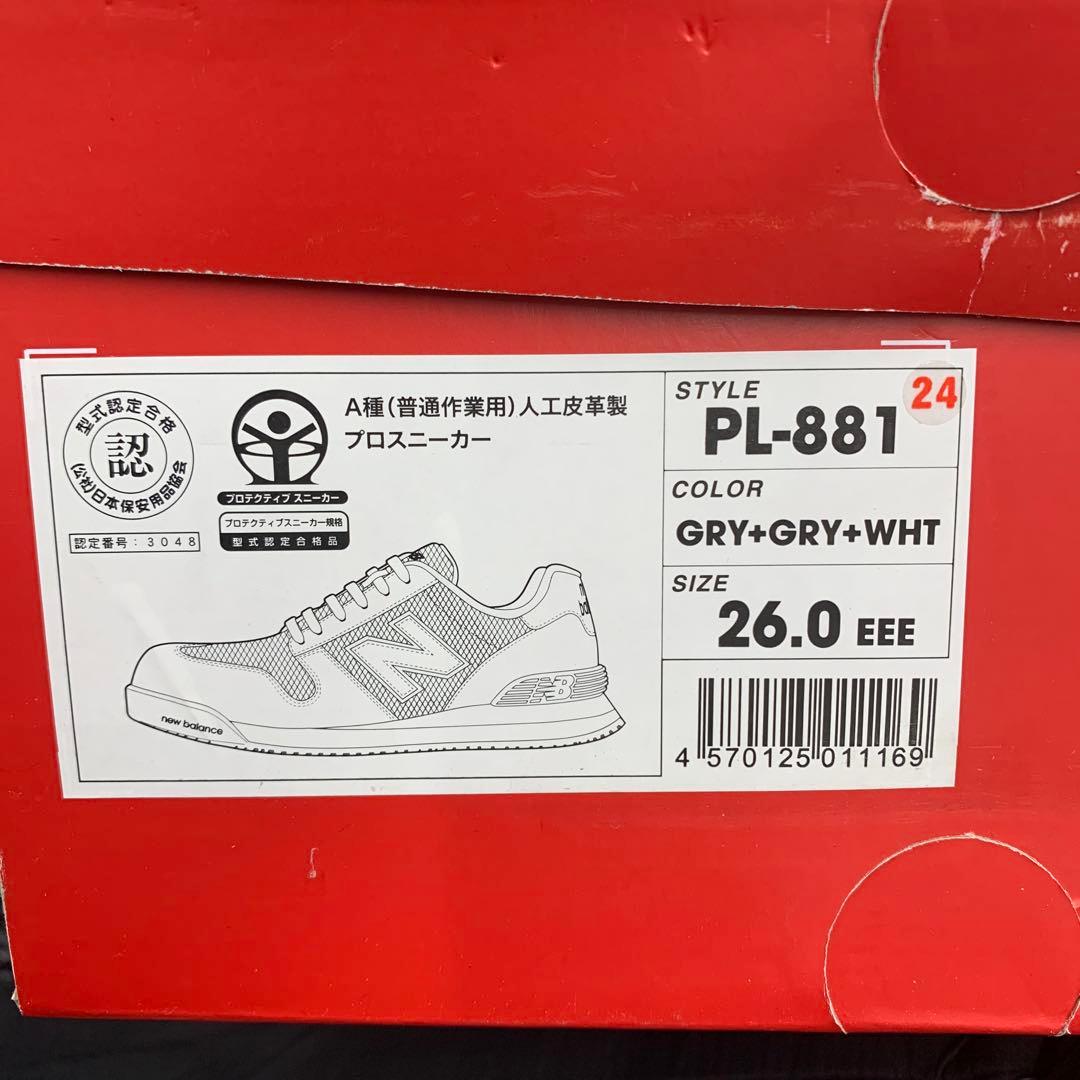 型式認定合格
認
(公社)日本保安用品協会
認定番号:3048
プロテクティブ スニーカー
プロテクティブスニーカー規格
型式認定合格品
A種(普通作業用)人工皮革製
プロスニーカー
N
NB
new balance
STYLE
PL-881
24
COLOR
GRY+GRY+WHT
SIZE
26.0 EEE
4 570125 011169